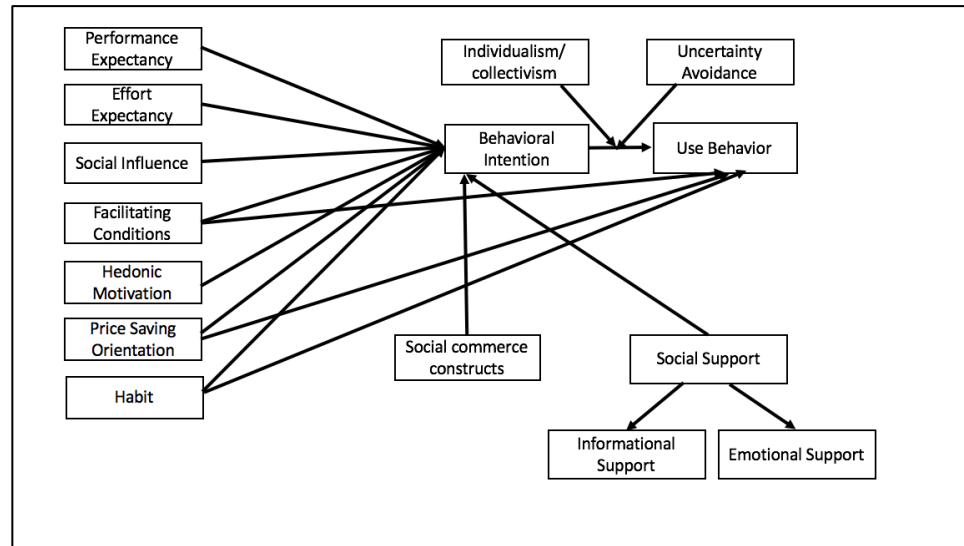 Performance
Expectancy
Effort
Expectancy
Social Influence
Facilitating
Conditions
Hedonic
Motivation
Price Saving
Orientation
Habit
Individualism/
collectivism
Uncertainty
Avoidance
Behavioral
Intention
Use Behavior
Social commerce
constructs
Social Support
Informational
Support
Emotional Support